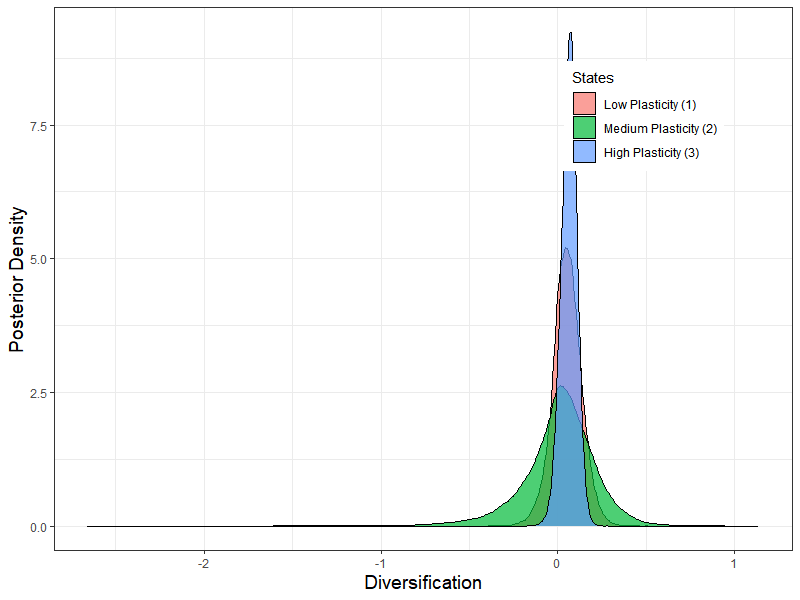 States
Low Plasticity (1)
Medium Plasticity (2)
High Plasticity (3)
7.5
5.0
2.5
0.0
Posterior Density
-2
-1
0
1
Diversification